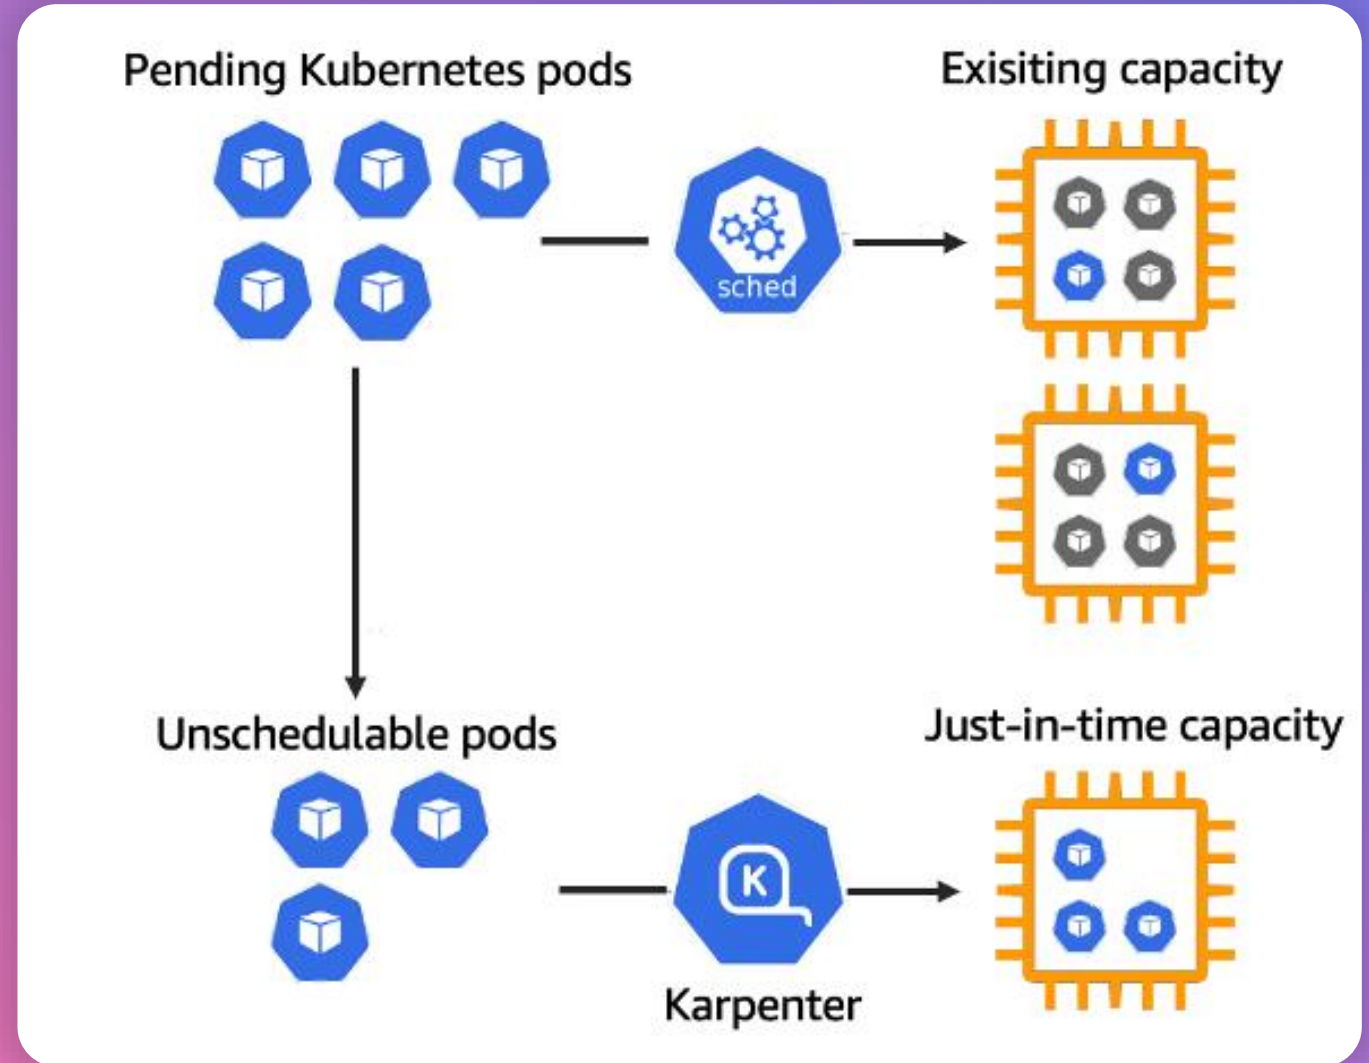 Pending Kubernetes pods
Exisiting capacity
sched
Unschedulable pods
Just-in-time capacity
K
Karpenter